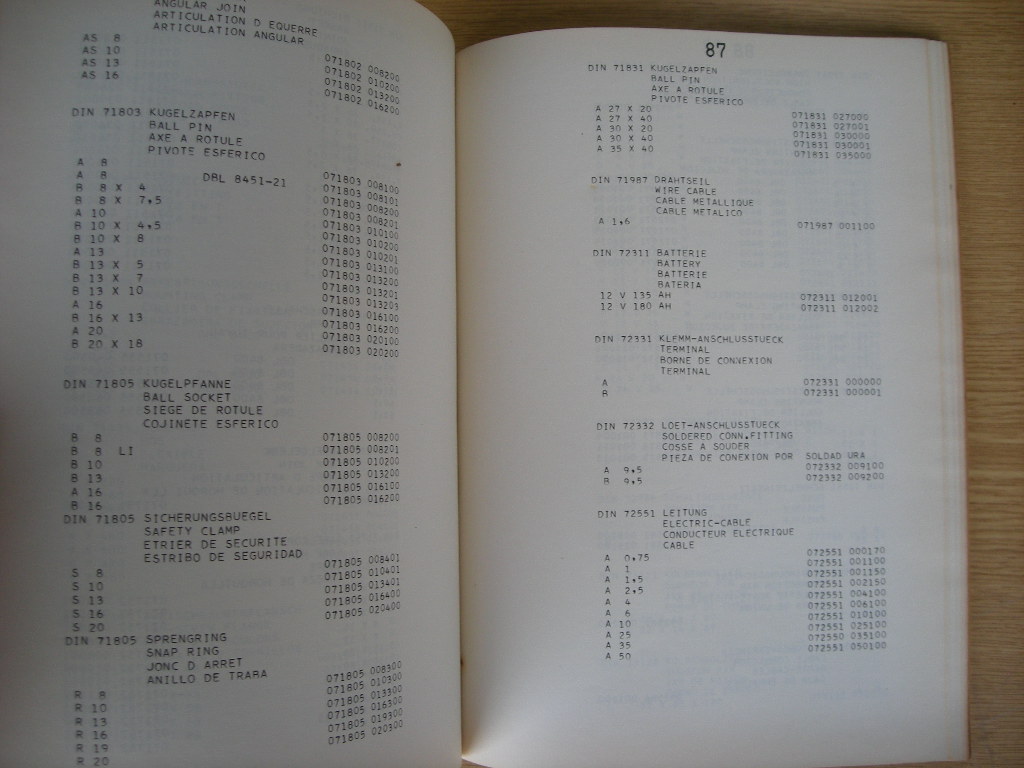 ANGULAR JOIN
ARTICULATION D EQUERRE
ARTICULATION ANGULAR
AS 8 071802 008200
AS 10 071802 010200
AS 13 071802 013200
AS 16 071802 016200
DIN 71803 KUGELZAPFEN
BALL PIN
AXE A ROTULE
PIVOTE ESFERICO
A 8 071803 008100
A 8 DBL 8451-21 071803 008101
B 8 X 4 071803 008200
B 8 X 7,5 071803 008201
A 10 071803 010100
B 10 X 4,5 071803 010200
B 10 X 8 071803 010201
A 13 071803 013100
B 13 X 5 071803 013200
B 13 X 7 071803 013201
B 13 X 10 071803 013203
A 16 071803 016100
B 16 X 13 071803 016200
A 20 071803 020100
B 20 X 18 071803 020200
DIN 71805 KUGELPFANNE
BALL SOCKET
SIEGE DE ROTULE
COJINETE ESFERICO
B 8 071805 008200
B 8 LI 071805 008201
B 10 071805 010200
B 13 071805 013200
A 16 071805 016100
B 16 071805 016200
DIN 71805 SICHERUNGSBUEGEL
SAFETY CLAMP
ETRIER DE SECURITE
ESTRIBO DE SEGURIDAD
S 8 071805 008401
S 10 071805 010401
S 13 071805 013401
S 16 071805 016400
S 20 071805 020400
DIN 71805 SPRENGRING
SNAP RING
JONC D ARRET
ANILLO DE TRABA
R 8 071805 008300
R 10 071805 010300
R 13 071805 013300
R 16 071805 016300
R 19 071805 019300
R 20 071805 020300
87
DIN 71831 KUGELZAPFEN
BALL PIN
AXE A ROTULE
PIVOTE ESFERICO
A 27 X 20 071831 027000
A 27 X 40 071831 027001
A 30 X 20 071831 030000
A 30 X 40 071831 030001
A 35 X 40 071831 035000
DIN 71987 DRAHTSEIL
WIRE CABLE
CABLE METALLIQUE
CABLE METALICO
A 1,6 071987 001100
DIN 72311 BATTERIE
BATTERY
BATTERIE
BATERIA
12 V 135 AH 072311 012001
12 V 180 AH 072311 012002
DIN 72331 KLEMM-ANSCHLUSSTUECK
TERMINAL
BORNE DE CONNEXION
TERMINAL
A 072331 000000
B 072331 000001
DIN 72332 LOET-ANSCHLUSSTUECK
SOLDERED CONN.FITTING
COSSE A SOUDER
PIEZA DE CONEXION POR SOLDAD URA
A 9,5 072332 009100
B 9,5 072332 009200
DIN 72551 LEITUNG
ELECTRIC-CABLE
CONDUCTEUR ELECTRIQUE
CABLE
A 0,75 072551 000170
A 1 072551 001100
A 1,5 072551 001150
A 2,5 072551 002150
A 4 072551 004100
A 6 072551 006100
A 10 072551 010100
A 25 072551 025100
A 35 072550 035100
A 50 072551 050100